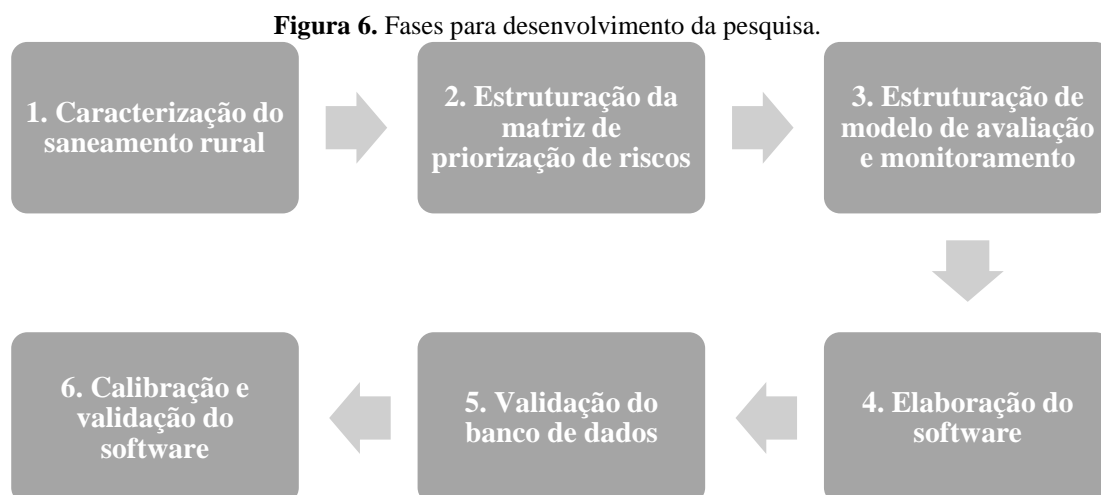 Figura 6. Fases para desenvolvimento da pesquisa.
1. Caracterização do
saneamento rural
2. Estruturação da
matriz de
priorização de riscos
3. Estruturação de
modelo de avaliação
e monitoramento
4. Elaboração do
software
5. Validação do
banco de dados
6. Calibração e
validação do
software